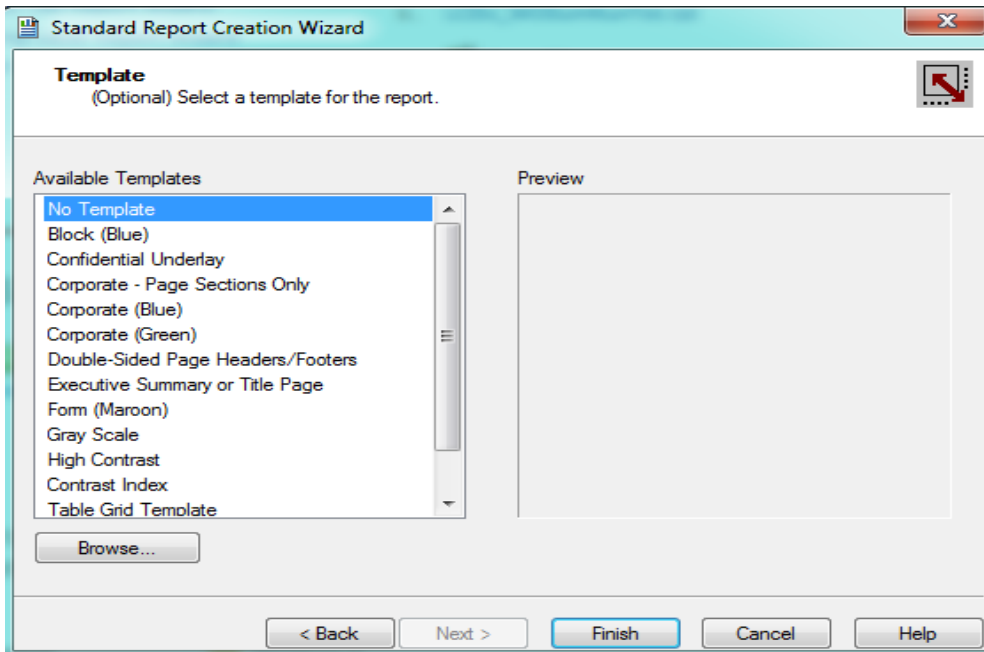 Standard Report Creation Wizard
Template
(Optional) Select a template for the report.
Available Templates
Preview
No Template
Block (Blue)
Confidential Underlay
Corporate - Page Sections Only
Corporate (Blue)
Corporate (Green)
Double-Sided Page Headers/Footers
Executive Summary or Title Page
Form (Maroon)
Gray Scale
High Contrast
Contrast Index
Table Grid Template
Browse...
< Back
Next >
Finish
Cancel
Help